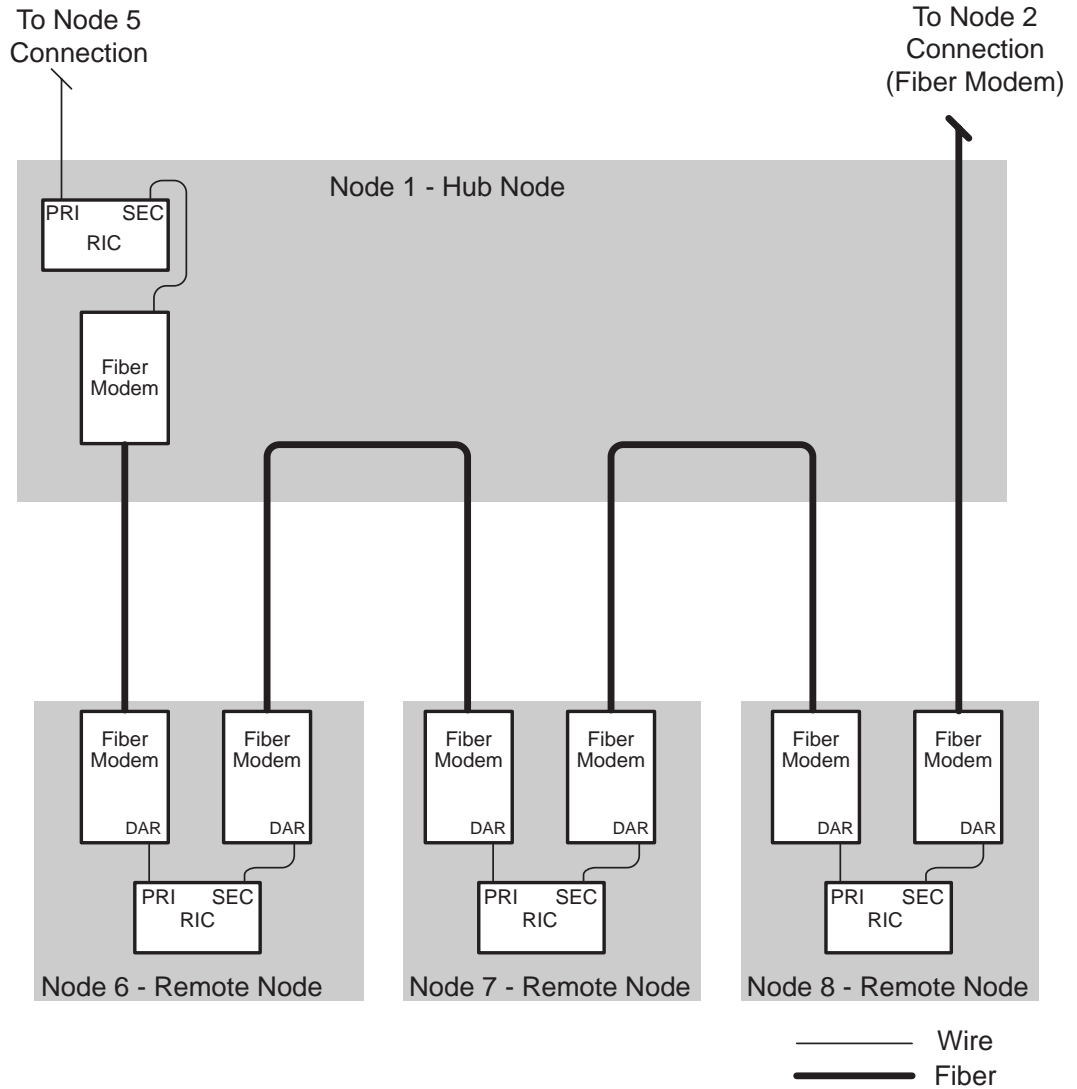 To Node 5
Connection
To Node 2
Connection
(Fiber Modem)
Node 1 - Hub Node
PRI SEC
RIC
Fiber
Modem
Fiber
Modem
DAR
Fiber
Modem
DAR
PRI SEC
RIC
Node 6 - Remote Node
Fiber
Modem
DAR
Fiber
Modem
DAR
PRI SEC
RIC
Node 7 - Remote Node
Fiber
Modem
DAR
Fiber
Modem
DAR
PRI SEC
RIC
Node 8 - Remote Node
Wire
Fiber